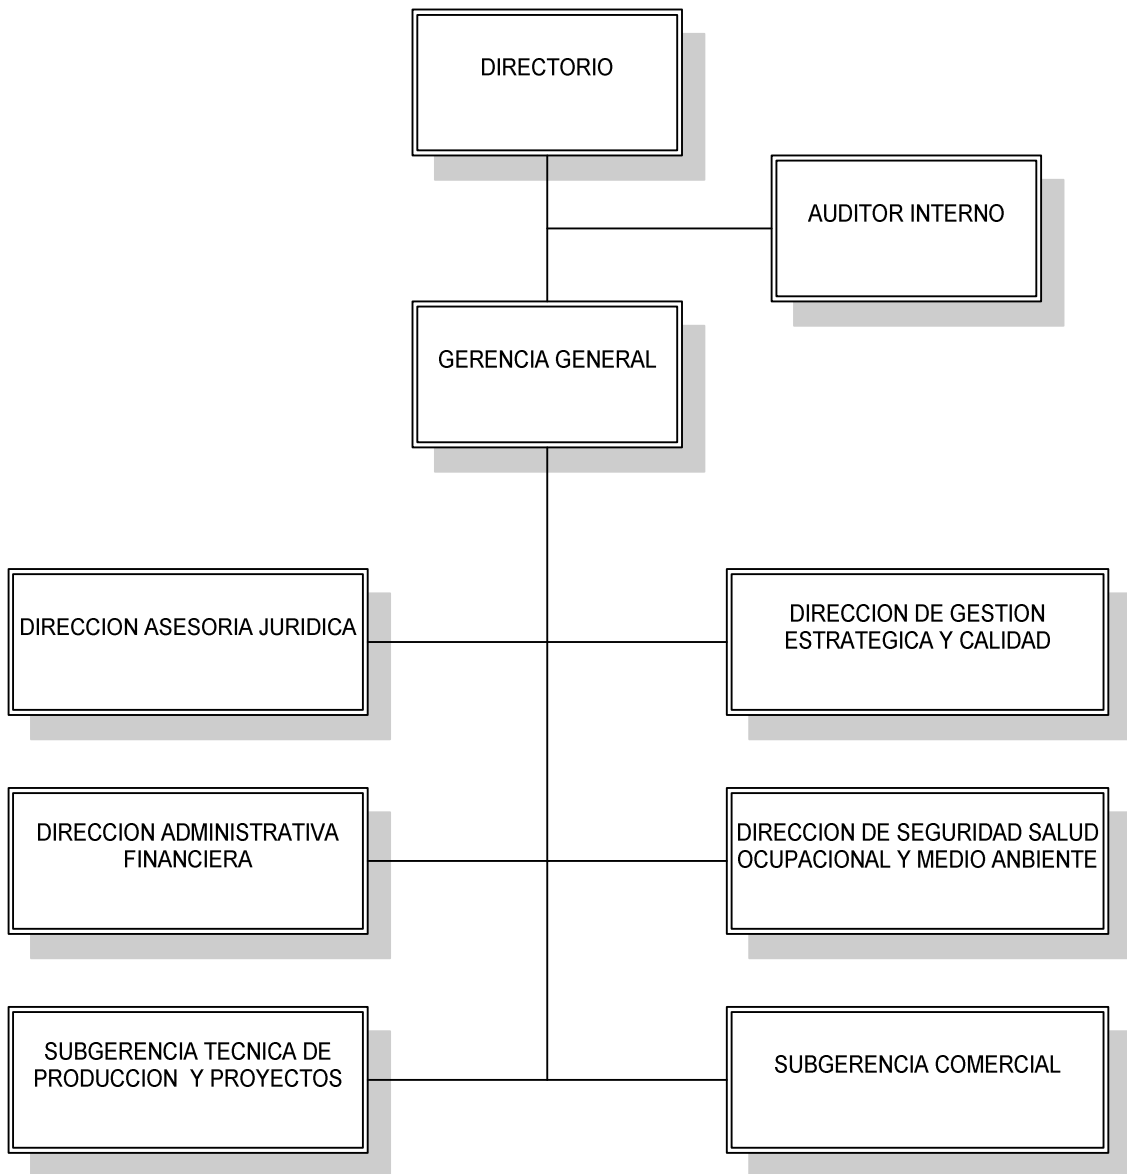 DIRECTORIO
AUDITOR INTERNO
GERENCIA GENERAL
DIRECCION ASESORIA JURIDICA
DIRECCION DE GESTION
ESTRATEGICA Y CALIDAD
DIRECCION ADMINISTRATIVA
FINANCIERA
DIRECCION DE SEGURIDAD SALUD
OCUPACIONAL Y MEDIO ANBIENTE
SUBGERENCIA TECNICA DE
PRODUCCION  Y PROYECTOS
SUBGERENCIA COMERCIAL